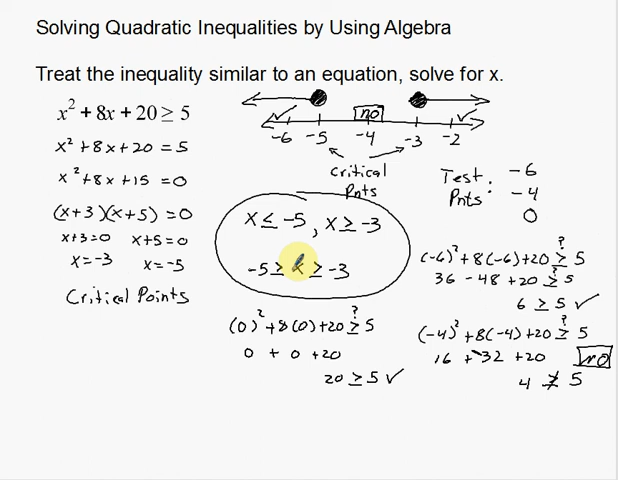 Solving Quadratic Inequalities by Using Algebra
Treat the inequality similar to an equation, solve for x.
x² + 8x + 20 ≥ 5
x² + 8x + 20 = 5
x² + 8x + 15 = 0
(x+3)(x+5) = 0
x+3=0 x+5=0
x=-3 x=-5
Critical Points
no
-6 -5 -4 -3 -2
Critical
Pnts
Test
Pnts : -6
-4
0
x ≤ -5, x ≥ -3
-5 ≥ x ≥ -3
(0)² + 8(0) + 20 ≥? 5
0 + 0 + 20
20 ≥ 5 ✓
(-6)² + 8(-6) + 20 ≥? 5
36 - 48 + 20 ≥? 5
6 ≥ 5 ✓
(-4)² + 8(-4) + 20 ≥? 5
16 + -32 + 20 no
4 ≱ 5